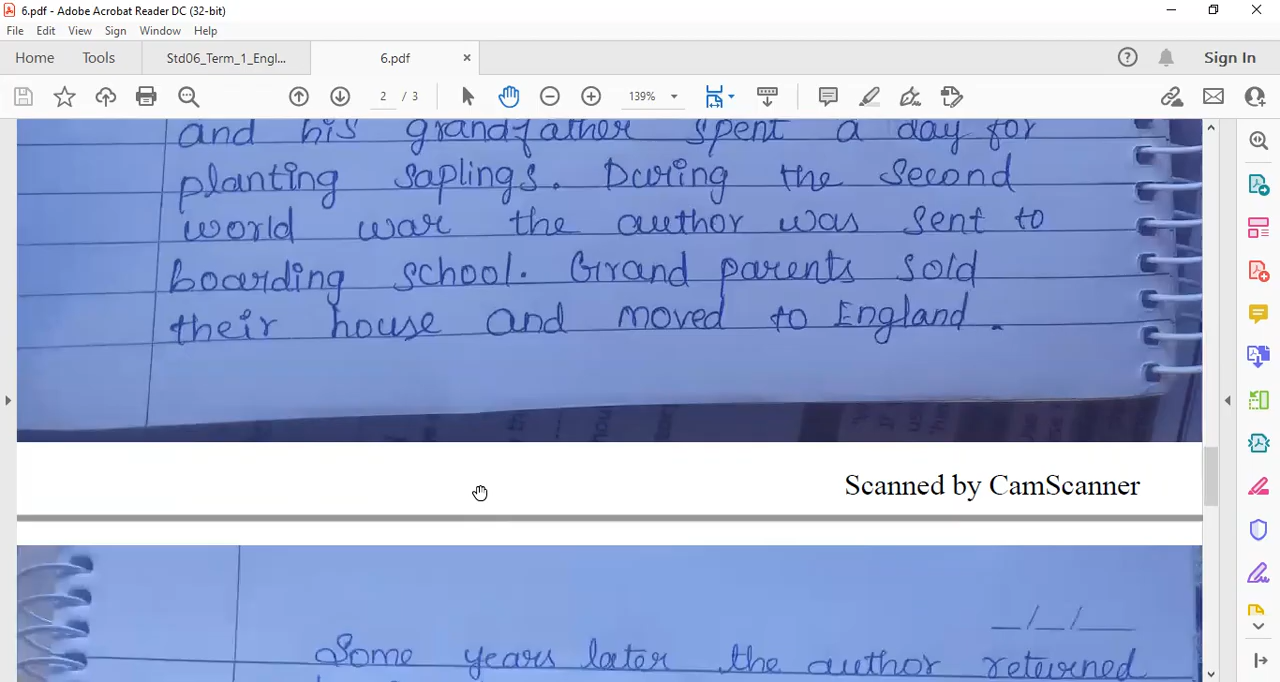 6.pdf - Adobe Acrobat Reader DC (32-bit)
File Edit View Sign Window Help
Home Tools Std06_Term_1_Engl... 6.pdf × Sign In
2 / 3 139%
and his grandfather spent a day for
planting saplings. During the second
world war the author was sent to
boarding school. Grand parents sold
their house and moved to England.
Scanned by CamScanner
_/_/_
Some years later the author returned